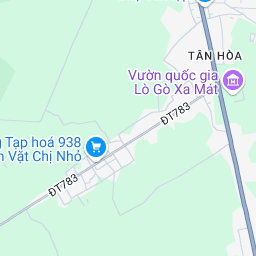 TÂN HÒA
Vườn quốc gia
Lò Gò Xa Mát
ĐT783
Tạp hoá 938
Vặt Chị Nhỏ
ĐT783